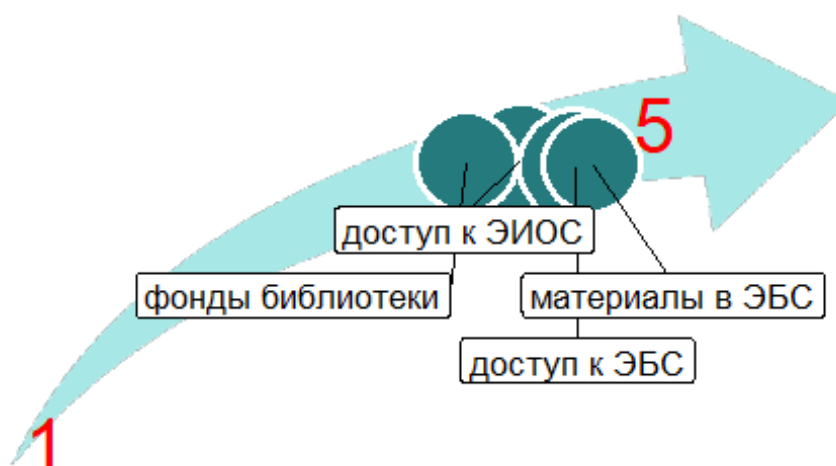 5
доступ к ЭИОС
фонды библиотеки
материалы в ЭБС
доступ к ЭБС
1